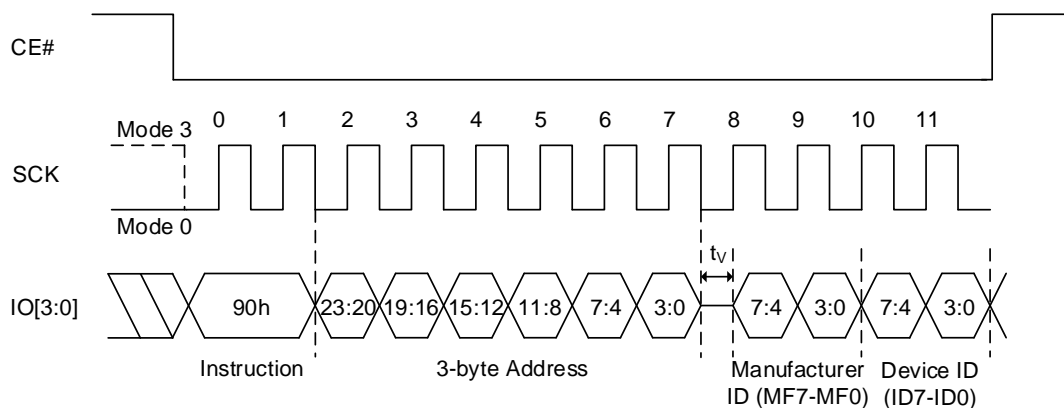 CE#
0 1 2 3 4 5 6 7 8 9 10 11
Mode 3
SCK
Mode 0
tV
IO[3:0]
90h 23:20 19:16 15:12 11:8 7:4 3:0 7:4 3:0 7:4 3:0
Instruction 3-byte Address Manufacturer Device ID
ID (MF7-MF0) (ID7-ID0)